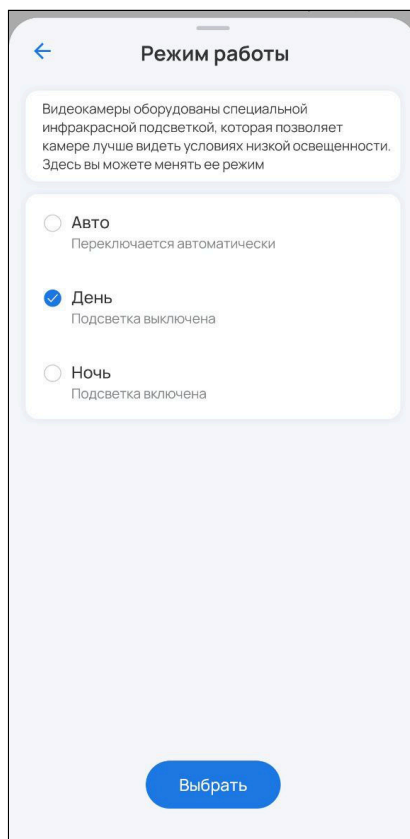 Режим работы
Видеокамеры оборудованы специальной
инфракрасной подсветкой, которая позволяет
камере лучше видеть условиях низкой освещенности.
Здесь вы можете менять ее режим
Авто
Переключается автоматически
День
Подсветка выключена
Ночь
Подсветка включена
Выбрать